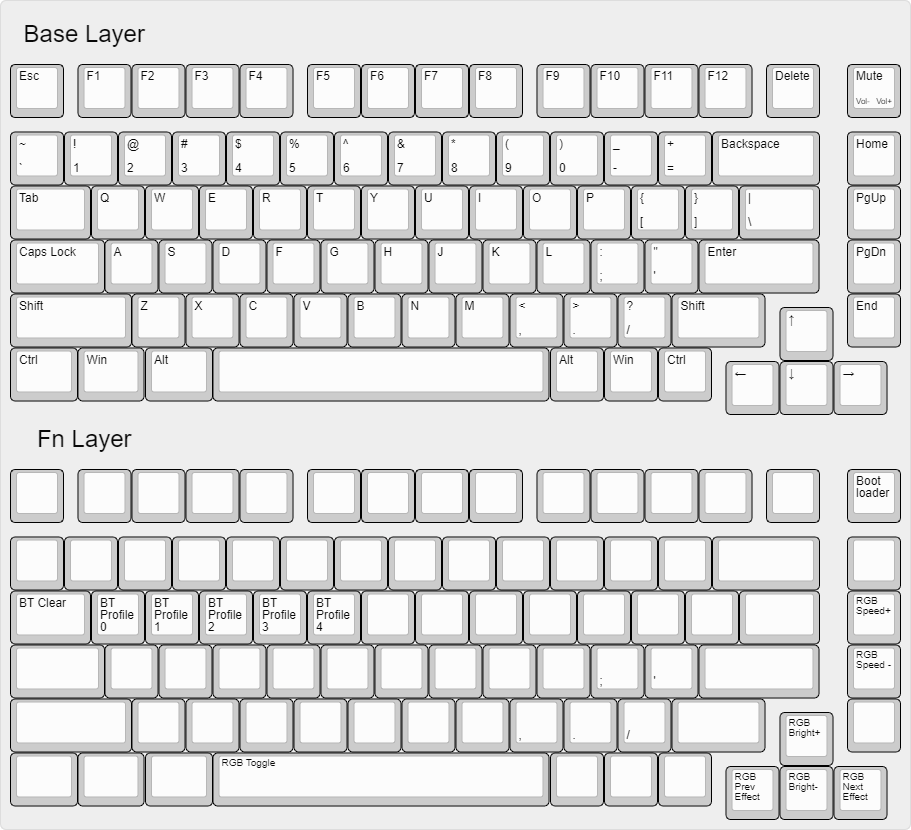 Base Layer
Esc F1 F2 F3 F4 F5 F6 F7 F8 F9 F10 F11 F12 Delete Mute
Vol- Vol+
~ ! @ # $ % ^ & * ( ) _ + Backspace Home
` 1 2 3 4 5 6 7 8 9 0 - =
Tab Q W E R T Y U I O P { } | PgUp
[ ] \
Caps Lock A S D F G H J K L : " Enter PgDn
; '
Shift Z X C V B N M < > ? Shift End
, . /
↑
Ctrl Win Alt Alt Win Ctrl
← ↓ →
Fn Layer
Boot
loader
BT Clear BT BT BT BT BT RGB
Profile Profile Profile Profile Profile Speed+
0 1 2 3 4
RGB
Speed -
; '
RGB
Bright+
, . /
RGB Toggle
RGB RGB RGB
Prev Bright- Next
Effect Effect